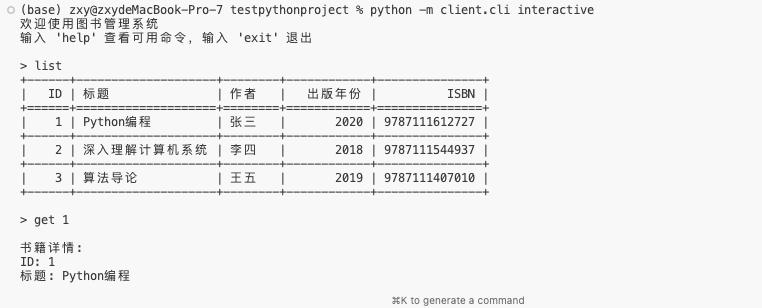 (base) zxy@zxydeMacBook-Pro-7 testpythonproject % python -m client.cli interactive
欢迎使用图书管理系统
输入 'help' 查看可用命令, 输入 'exit' 退出
> list
+------+--------------------+--------+------------+---------------+
|   ID | 标题               | 作者   |   出版年份 |          ISBN |
+======+====================+========+============+===============+
|    1 | Python编程         | 张三   |       2020 | 9787111612727 |
+------+--------------------+--------+------------+---------------+
|    2 | 深入理解计算机系统 | 李四   |       2018 | 9787111544937 |
+------+--------------------+--------+------------+---------------+
|    3 | 算法导论           | 王五   |       2019 | 9787111407010 |
+------+--------------------+--------+------------+---------------+
> get 1
书籍详情:
ID: 1
标题: Python编程
⌘K to generate a command